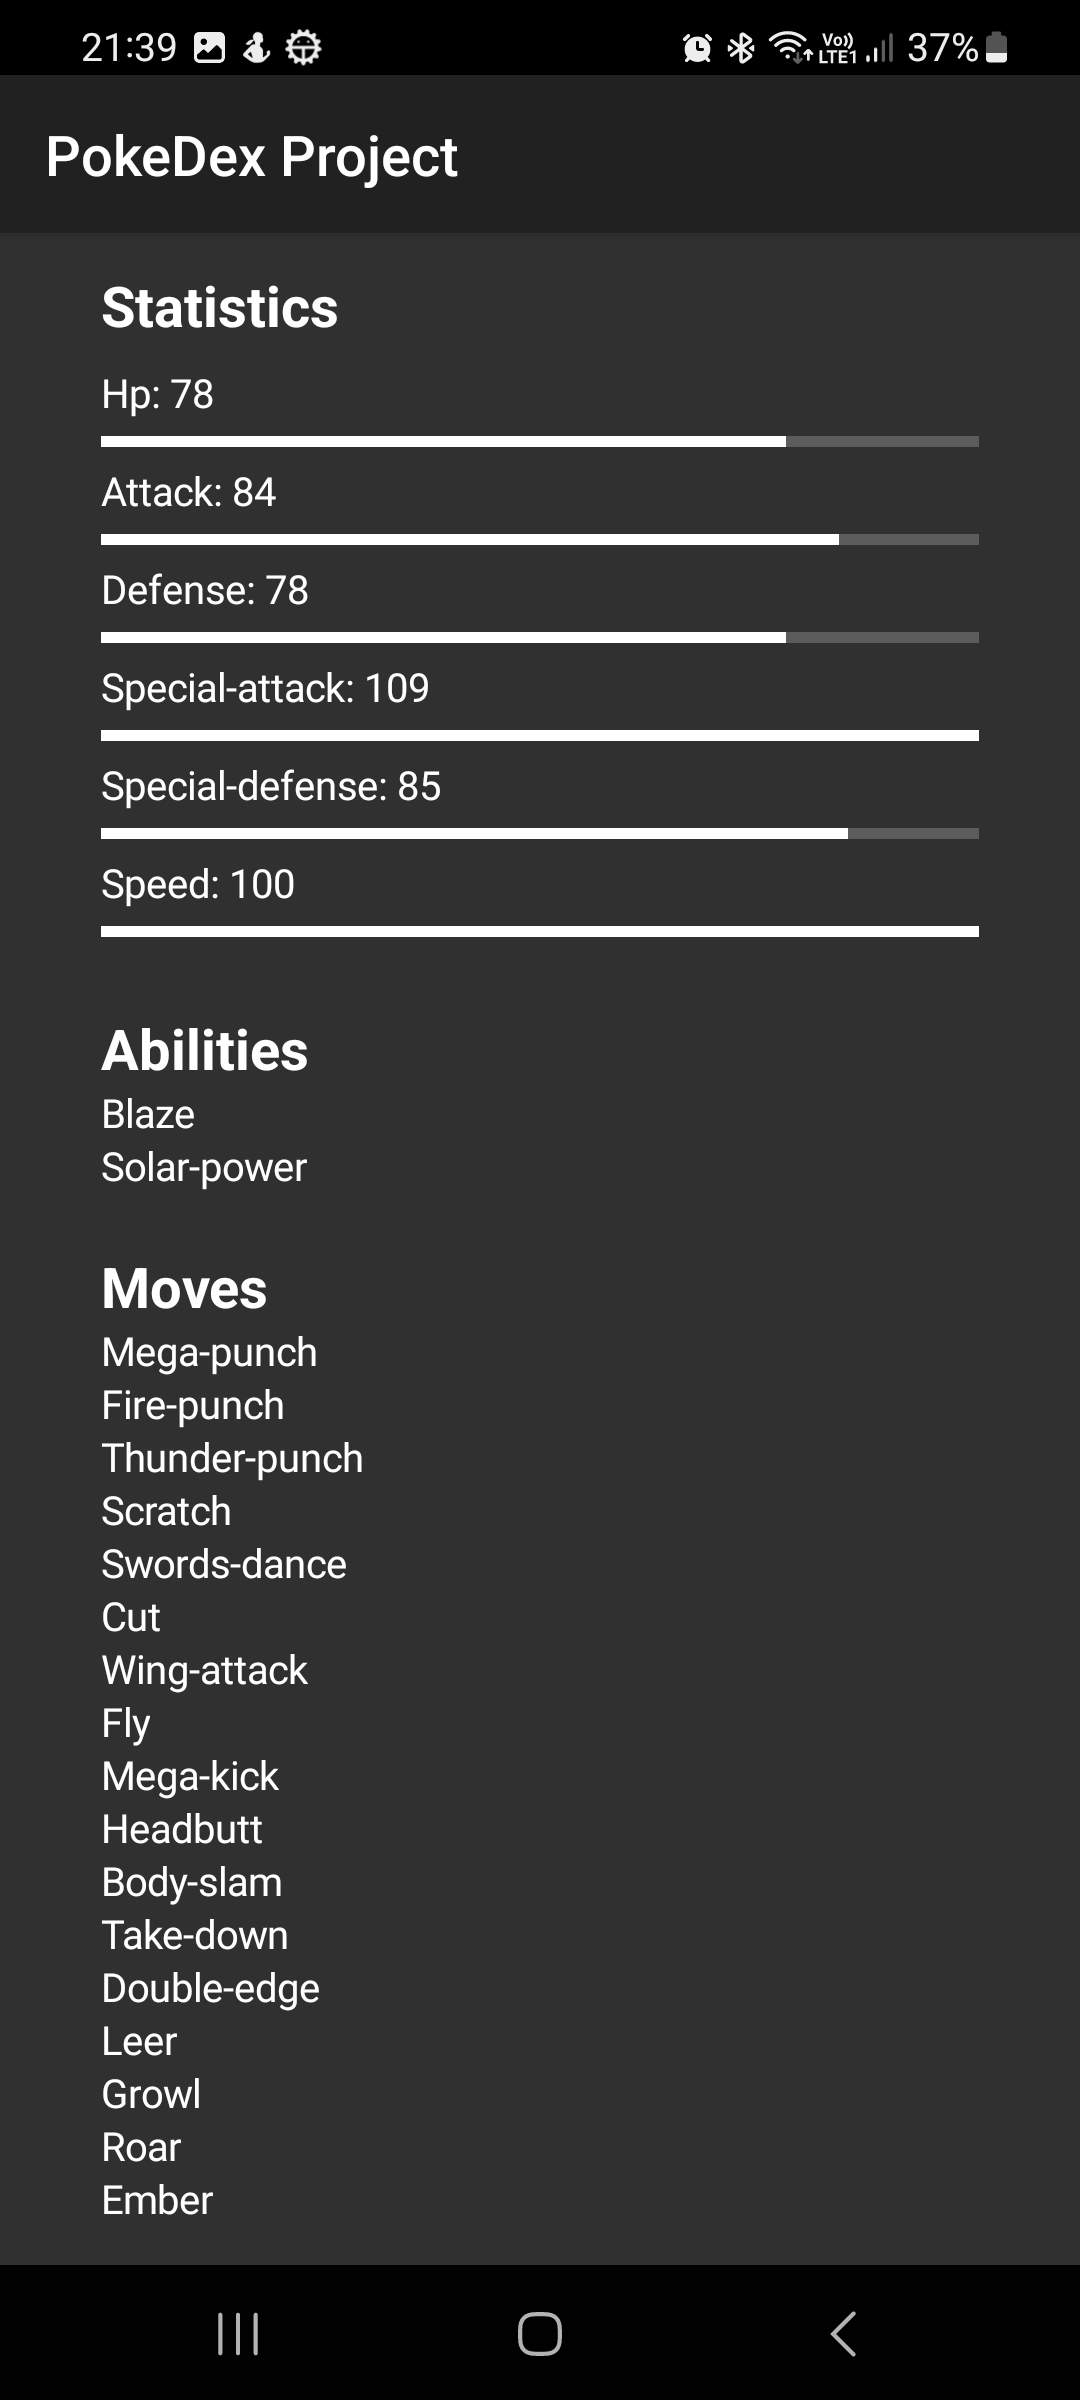 21:39
Vo))
LTE1
37%
PokeDex Project
Statistics
Hp: 78
Attack: 84
Defense: 78
Special-attack: 109
Special-defense: 85
Speed: 100
Abilities
Blaze
Solar-power
Moves
Mega-punch
Fire-punch
Thunder-punch
Scratch
Swords-dance
Cut
Wing-attack
Fly
Mega-kick
Headbutt
Body-slam
Take-down
Double-edge
Leer
Growl
Roar
Ember